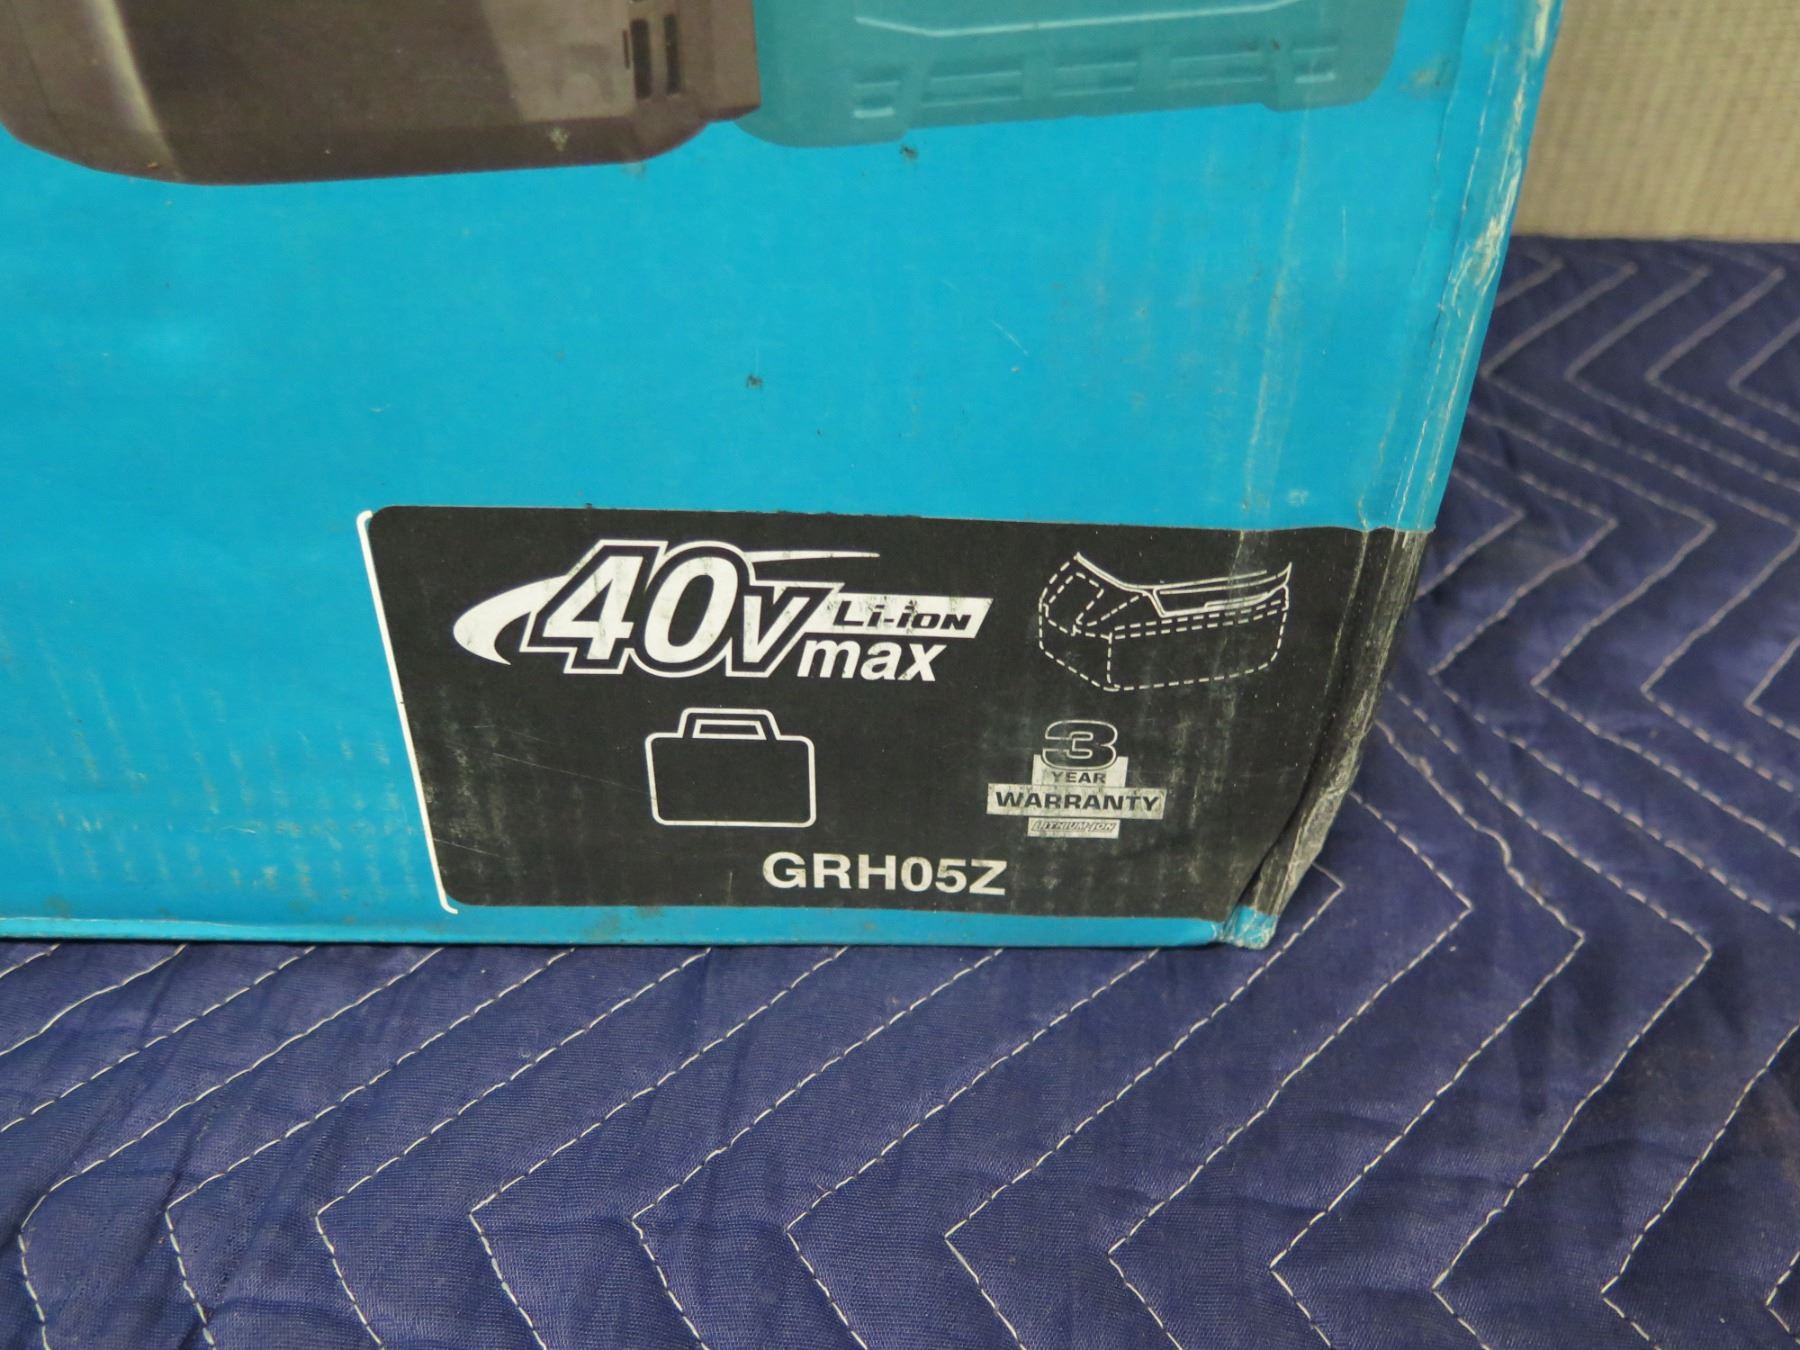 40V Li-ion
max
3
YEAR
WARRANTY
LITHIUM-ION
GRH05Z